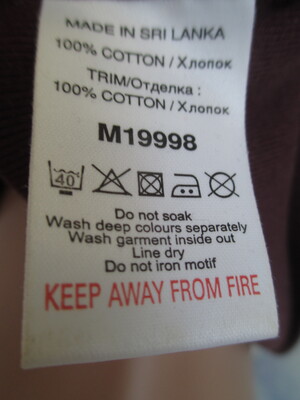 MADE IN SRI LANKA
100% COTTON / Хлопок
TRIM/Отделка :
100% COTTON / Хлопок
M19998
40
Do not soak
Wash deep colours separately
Wash garment inside out
Line dry
Do not iron motif
KEEP AWAY FROM FIRE